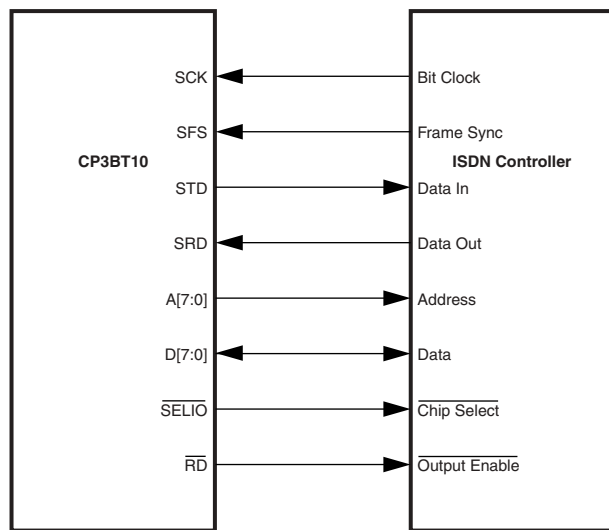 SCK Bit Clock
SFS Frame Sync
CP3BT10 ISDN Controller
STD Data In
SRD Data Out
A[7:0] Address
D[7:0] Data
SELIO Chip Select
RD Output Enable